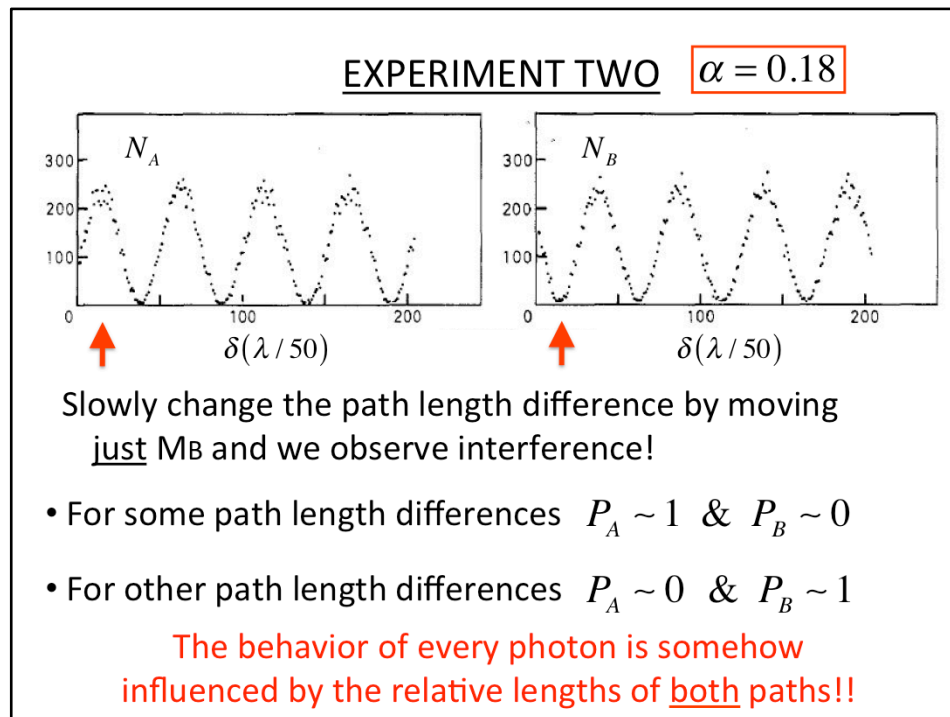 EXPERIMENT TWO α = 0.18
N_A N_B
300 300
200 200
100 100
0 100 200 0 100 200
δ(λ / 50) δ(λ / 50)
Slowly change the path length difference by moving
just MB and we observe interference!
• For some path length differences P_A ~ 1 & P_B ~ 0
• For other path length differences P_A ~ 0 & P_B ~ 1
The behavior of every photon is somehow
influenced by the relative lengths of both paths!!